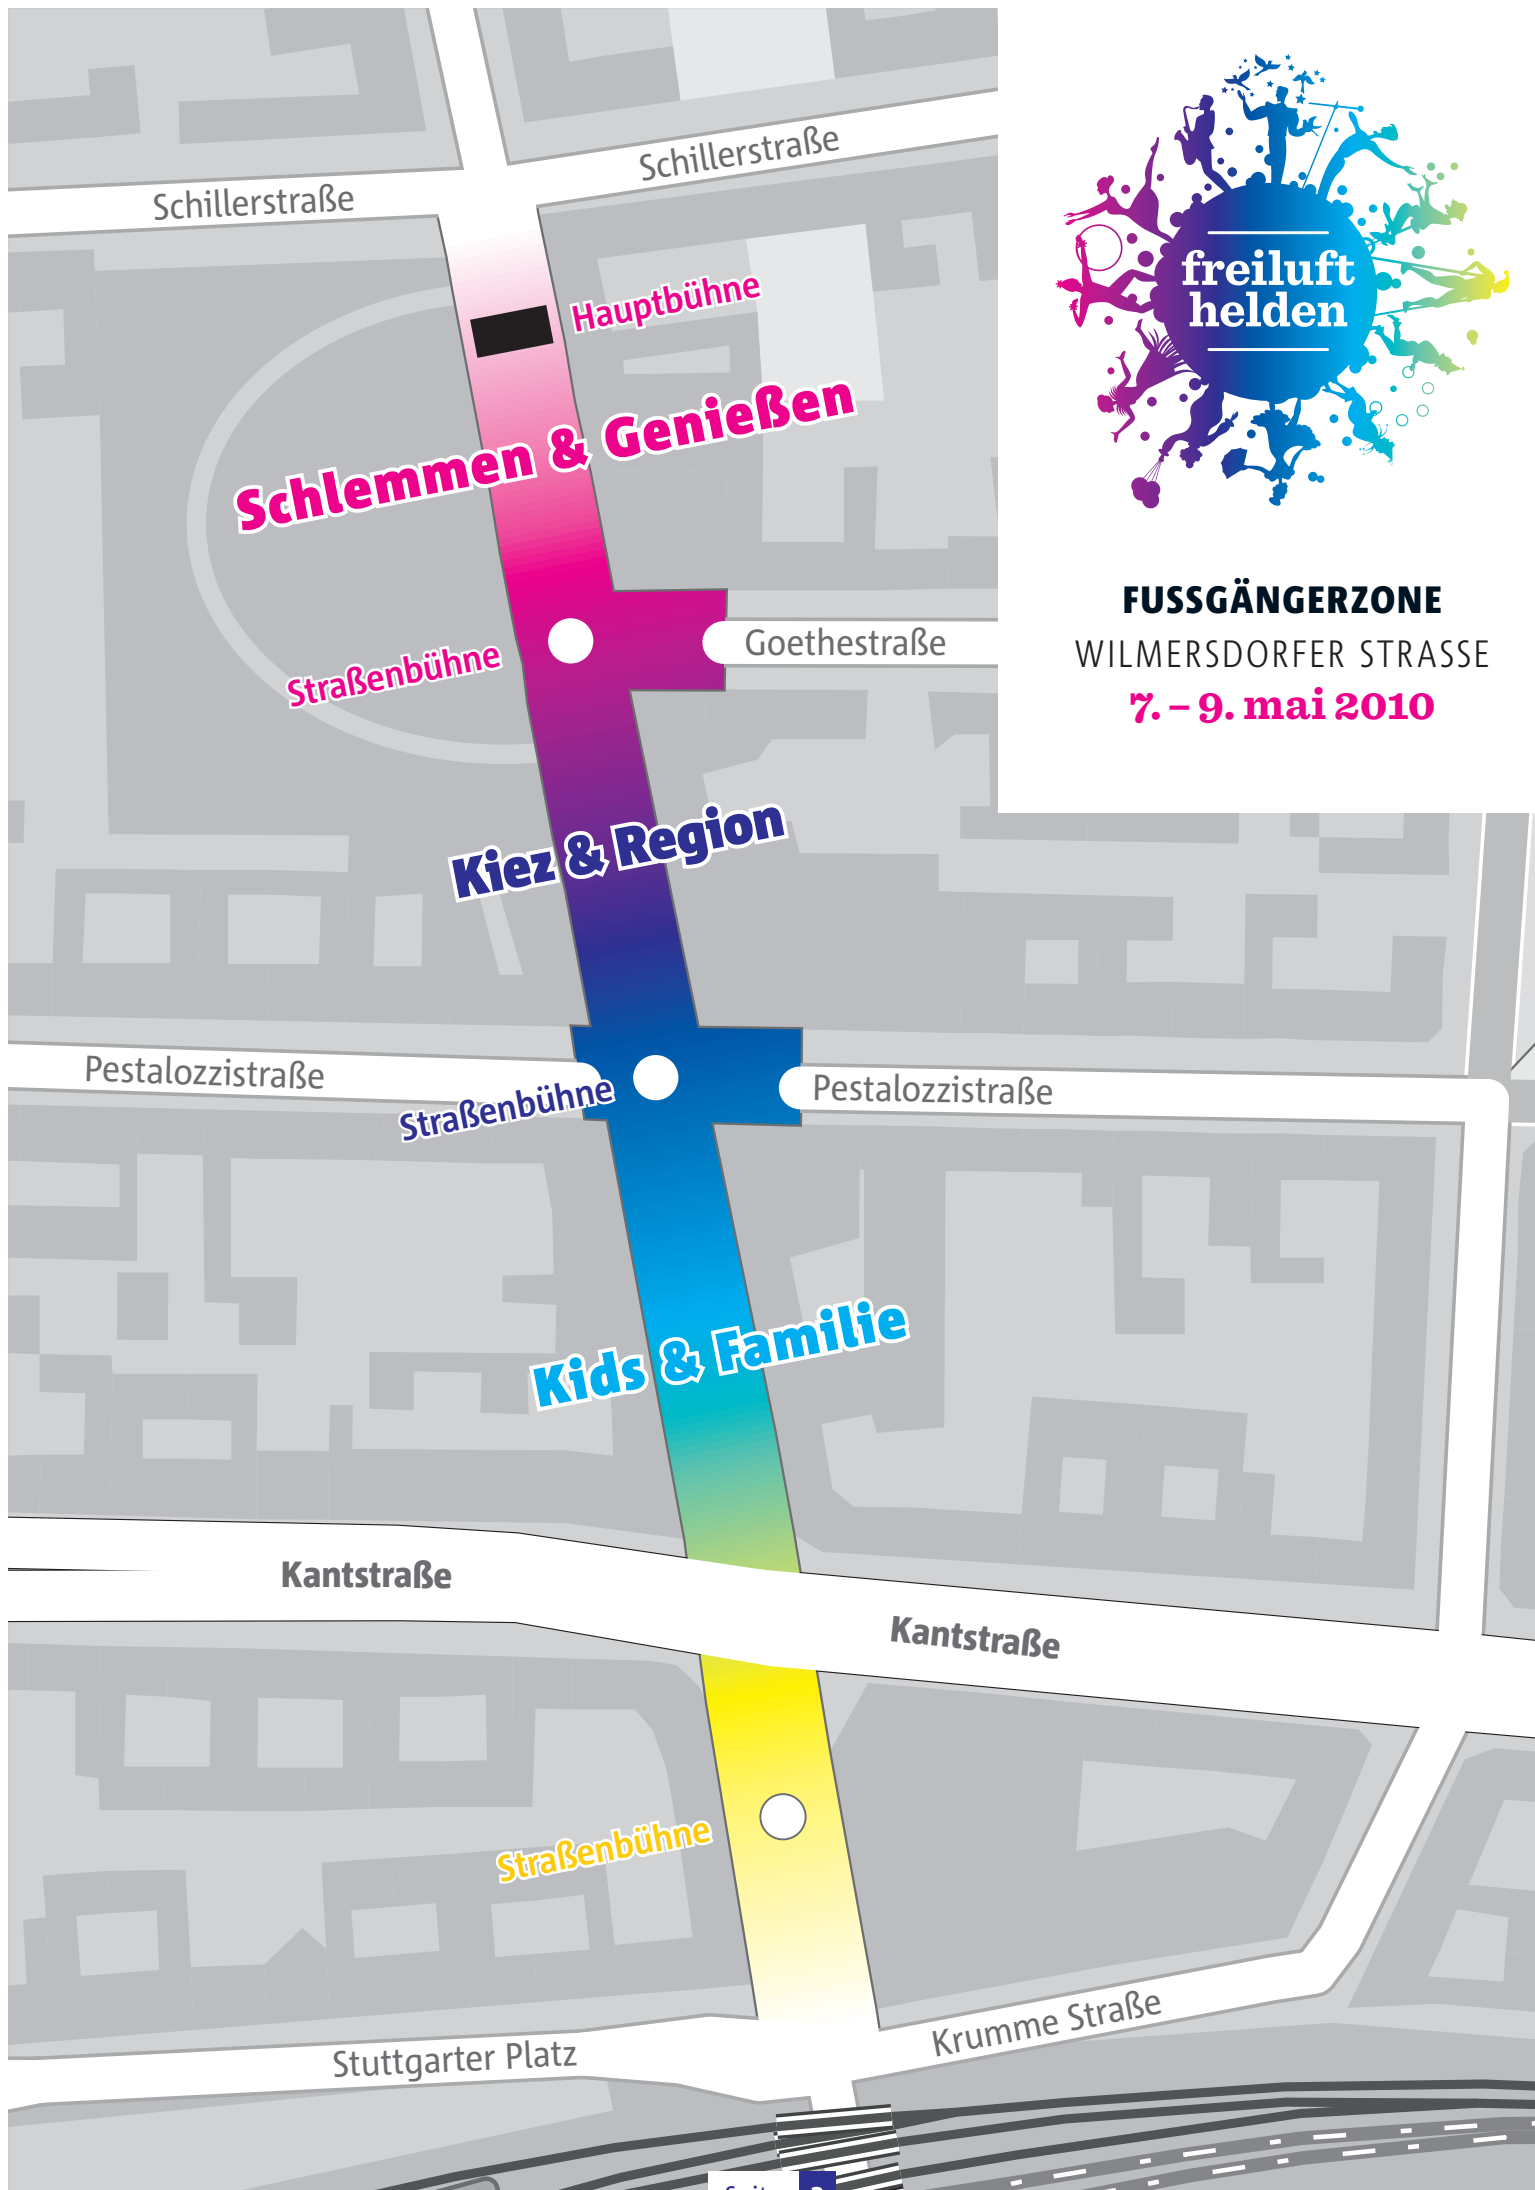 Schillerstraße
Schillerstraße
freiluft
helden
Hauptbühne
Schlemmen & Genießen
FUSSGÄNGERZONE
WILMERSDORFER STRASSE
7. – 9. mai 2010
Goethestraße
Straßenbühne
Kiez & Region
Pestalozzistraße
Pestalozzistraße
Straßenbühne
Kids & Familie
Kantstraße
Kantstraße
Straßenbühne
Krumme Straße
Stuttgarter Platz